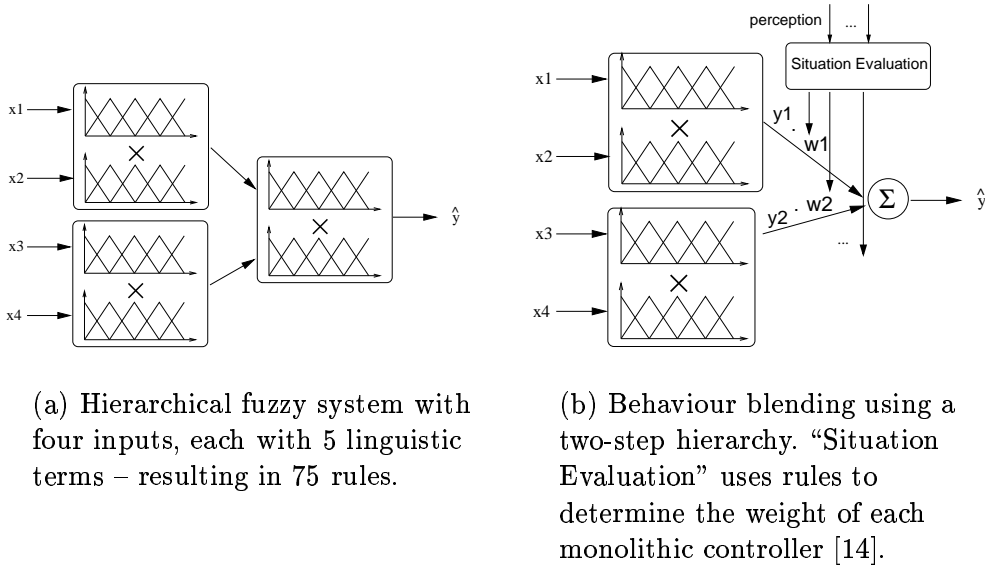 x1
x2
x3
x4
ŷ
perception ...
Situation Evaluation
x1
x2
x3
x4
y1 . w1
y2 . w2
...
Σ
ŷ
(a) Hierarchical fuzzy system with
four inputs, each with 5 linguistic
terms – resulting in 75 rules.
(b) Behaviour blending using a
two-step hierarchy. “Situation
Evaluation” uses rules to
determine the weight of each
monolithic controller [14].